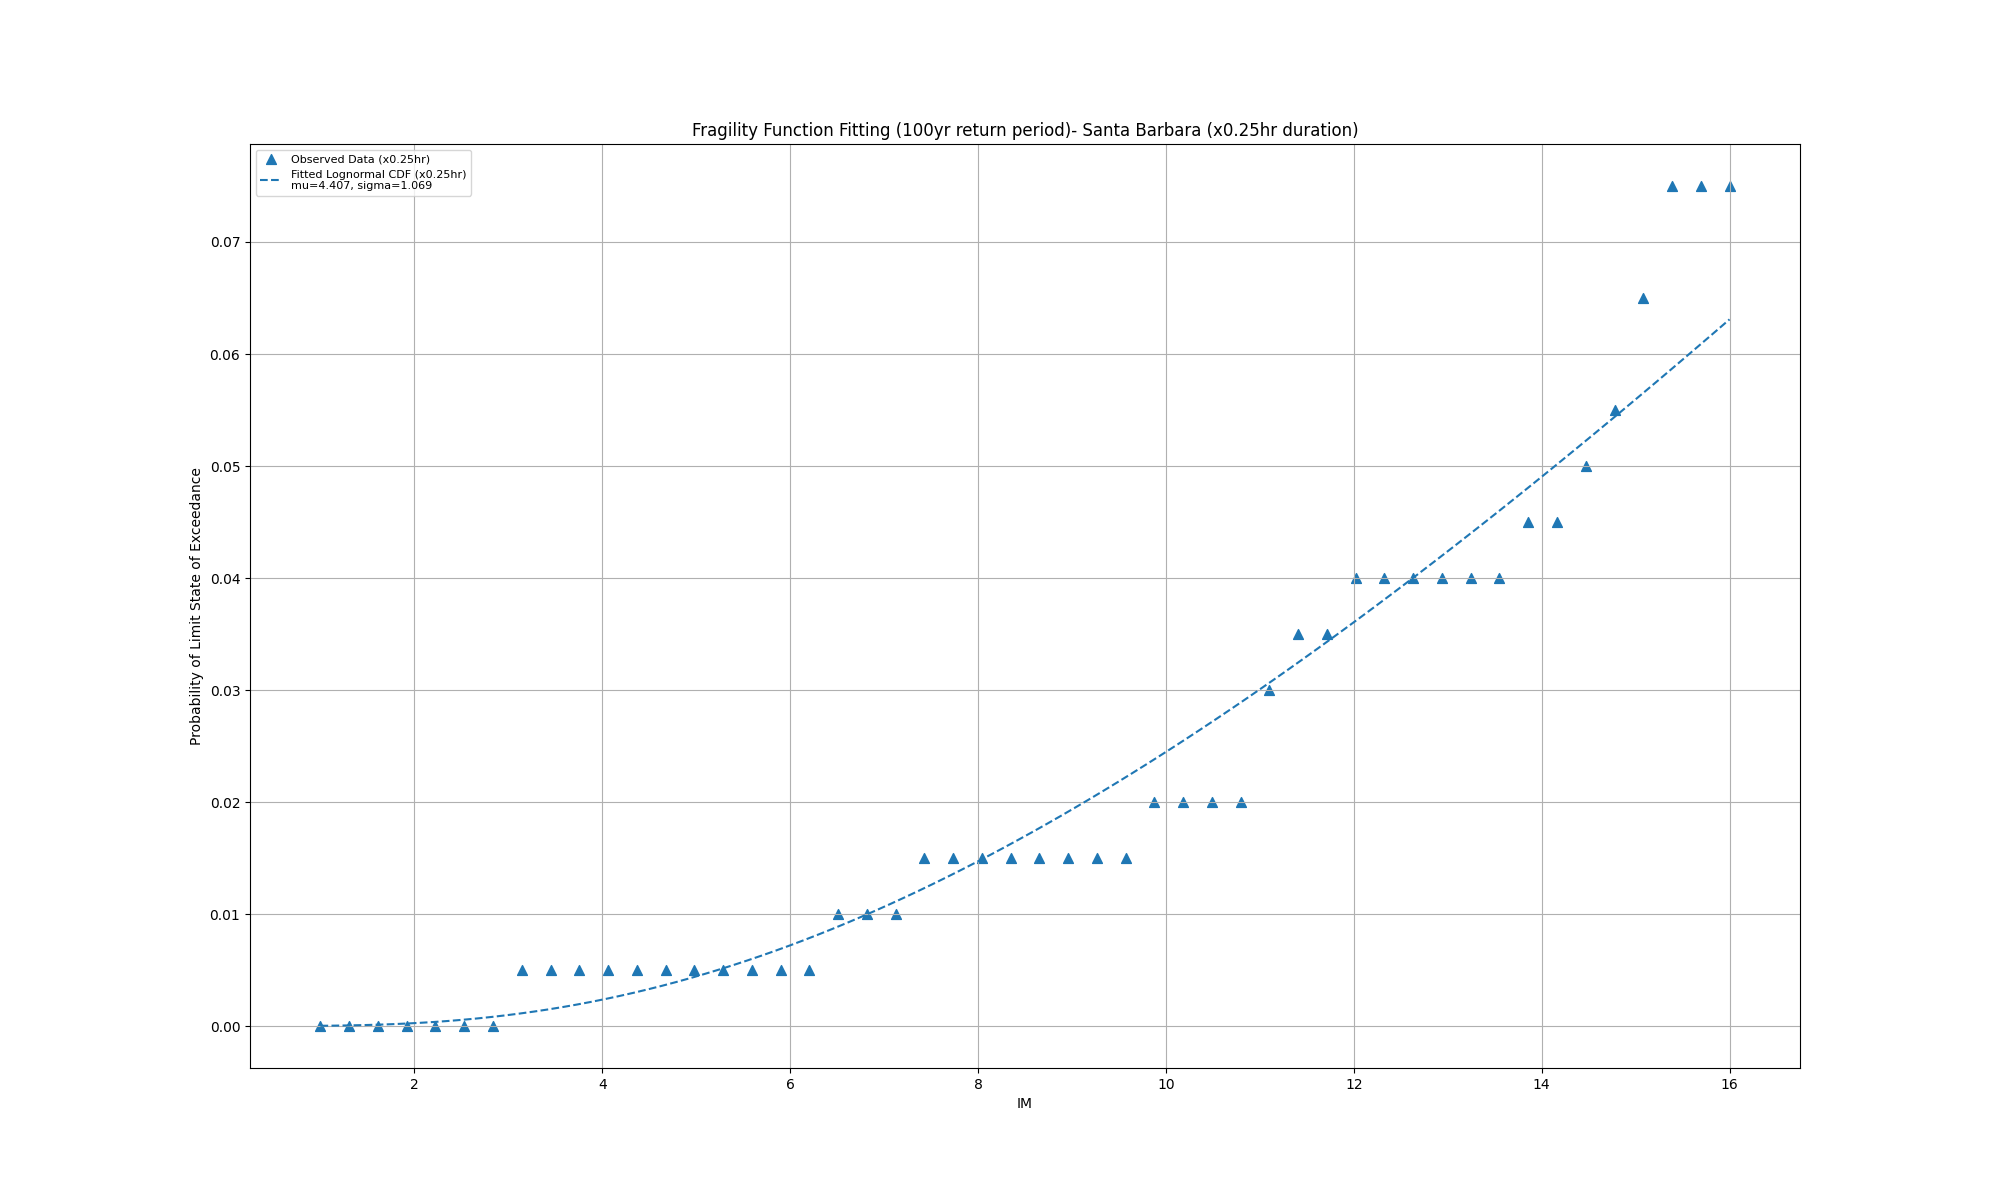 Fragility Function Fitting (100yr return period)- Santa Barbara (x0.25hr duration)
Observed Data (x0.25hr)
Fitted Lognormal CDF (x0.25hr)
mu=4.407, sigma=1.069
Probability of Limit State of Exceedance
0.07
0.06
0.05
0.04
0.03
0.02
0.01
0.00
2 4 6 8 10 12 14 16
IM